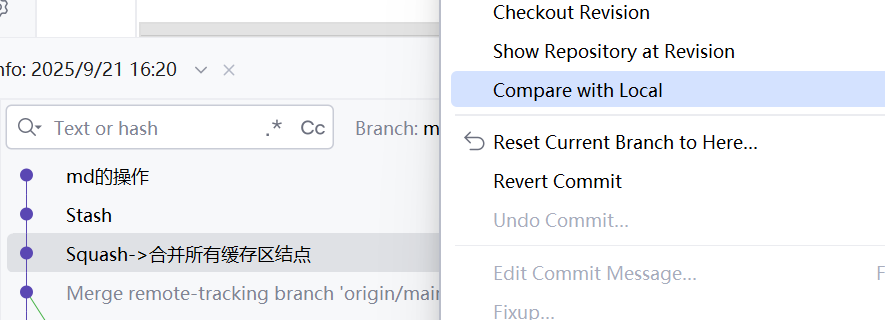 nfo: 2025/9/21 16:20
Text or hash
.*
Cc
Branch: m
md的操作
Stash
Squash->合并所有缓存区结点
Merge remote-tracking branch 'origin/mai
Checkout Revision
Show Repository at Revision
Compare with Local
Reset Current Branch to Here...
Revert Commit
Undo Commit...
Edit Commit Message...
F
Fixup...